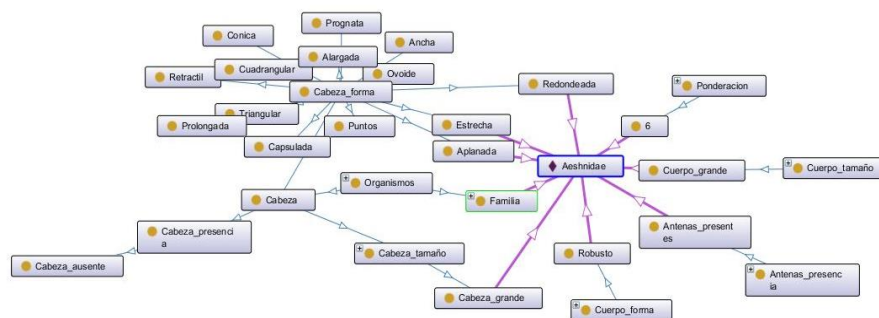 Prognata
Conica
Ancha
Alargada
Cuadrangular
Retractil
Ovoide
Cabeza_forma
Redondeada
Ponderacion
Triangular
Prolongada
Puntos
Estrecha
6
Capsulada
Aplanada
Aeshnidae
Cuerpo_grande
Cuerpo_tamaño
Organismos
Cabeza
Familia
Cabeza_presenci
a
Antenas_present
es
Cabeza_ausente
Cabeza_tamaño
Robusto
Antenas_presenc
ia
Cabeza_grande
Cuerpo_forma